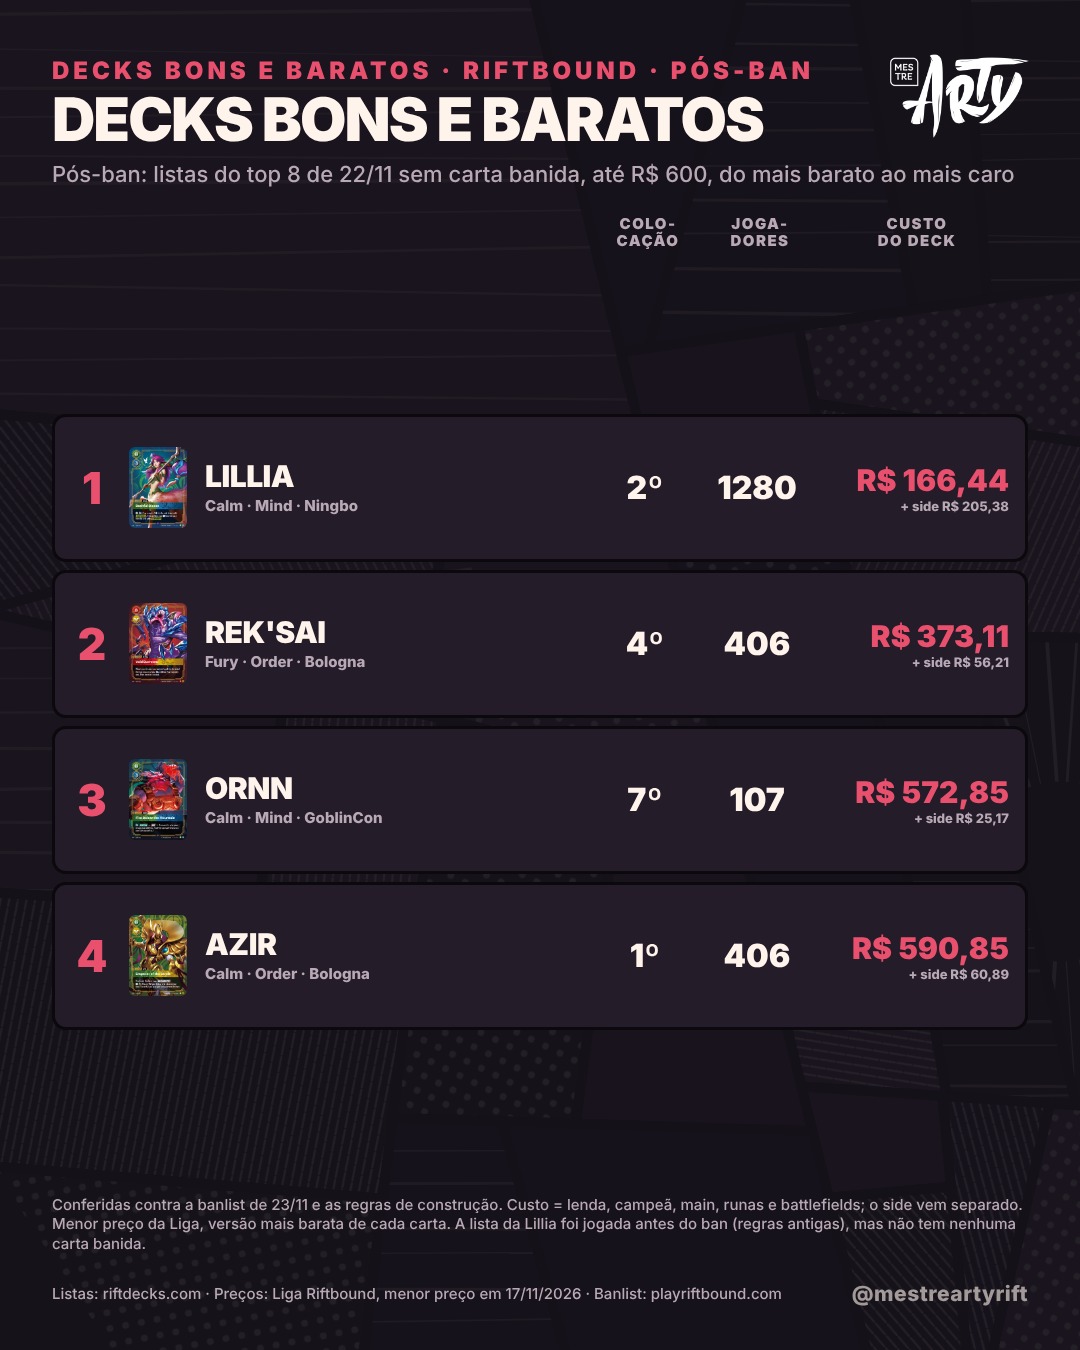 DECKS BONS E BARATOS · RIFTBOUND · PÓS-BAN
MES
TRE
ARTY
DECKS BONS E BARATOS
Pós-ban: listas do top 8 de 22/11 sem carta banida, até R$ 600, do mais barato ao mais caro
COLO-
CAÇÃO
JOGA-
DORES
CUSTO
DO DECK
1
LILLIA
Calm · Mind · Ningbo
2º
1280
R$ 166,44
+ side R$ 205,38
2
REK'SAI
Fury · Order · Bologna
4º
406
R$ 373,11
+ side R$ 56,21
3
ORNN
Calm · Mind · GoblinCon
7º
107
R$ 572,85
+ side R$ 25,17
4
AZIR
Calm · Order · Bologna
1º
406
R$ 590,85
+ side R$ 60,89
Conferidas contra a banlist de 23/11 e as regras de construção. Custo = lenda, campeã, main, runas e battlefields; o side vem separado.
Menor preço da Liga, versão mais barata de cada carta. A lista da Lillia foi jogada antes do ban (regras antigas), mas não tem nenhuma
carta banida.
Listas: riftdecks.com · Preços: Liga Riftbound, menor preço em 17/11/2026 · Banlist: playriftbound.com
@mestreartyrift